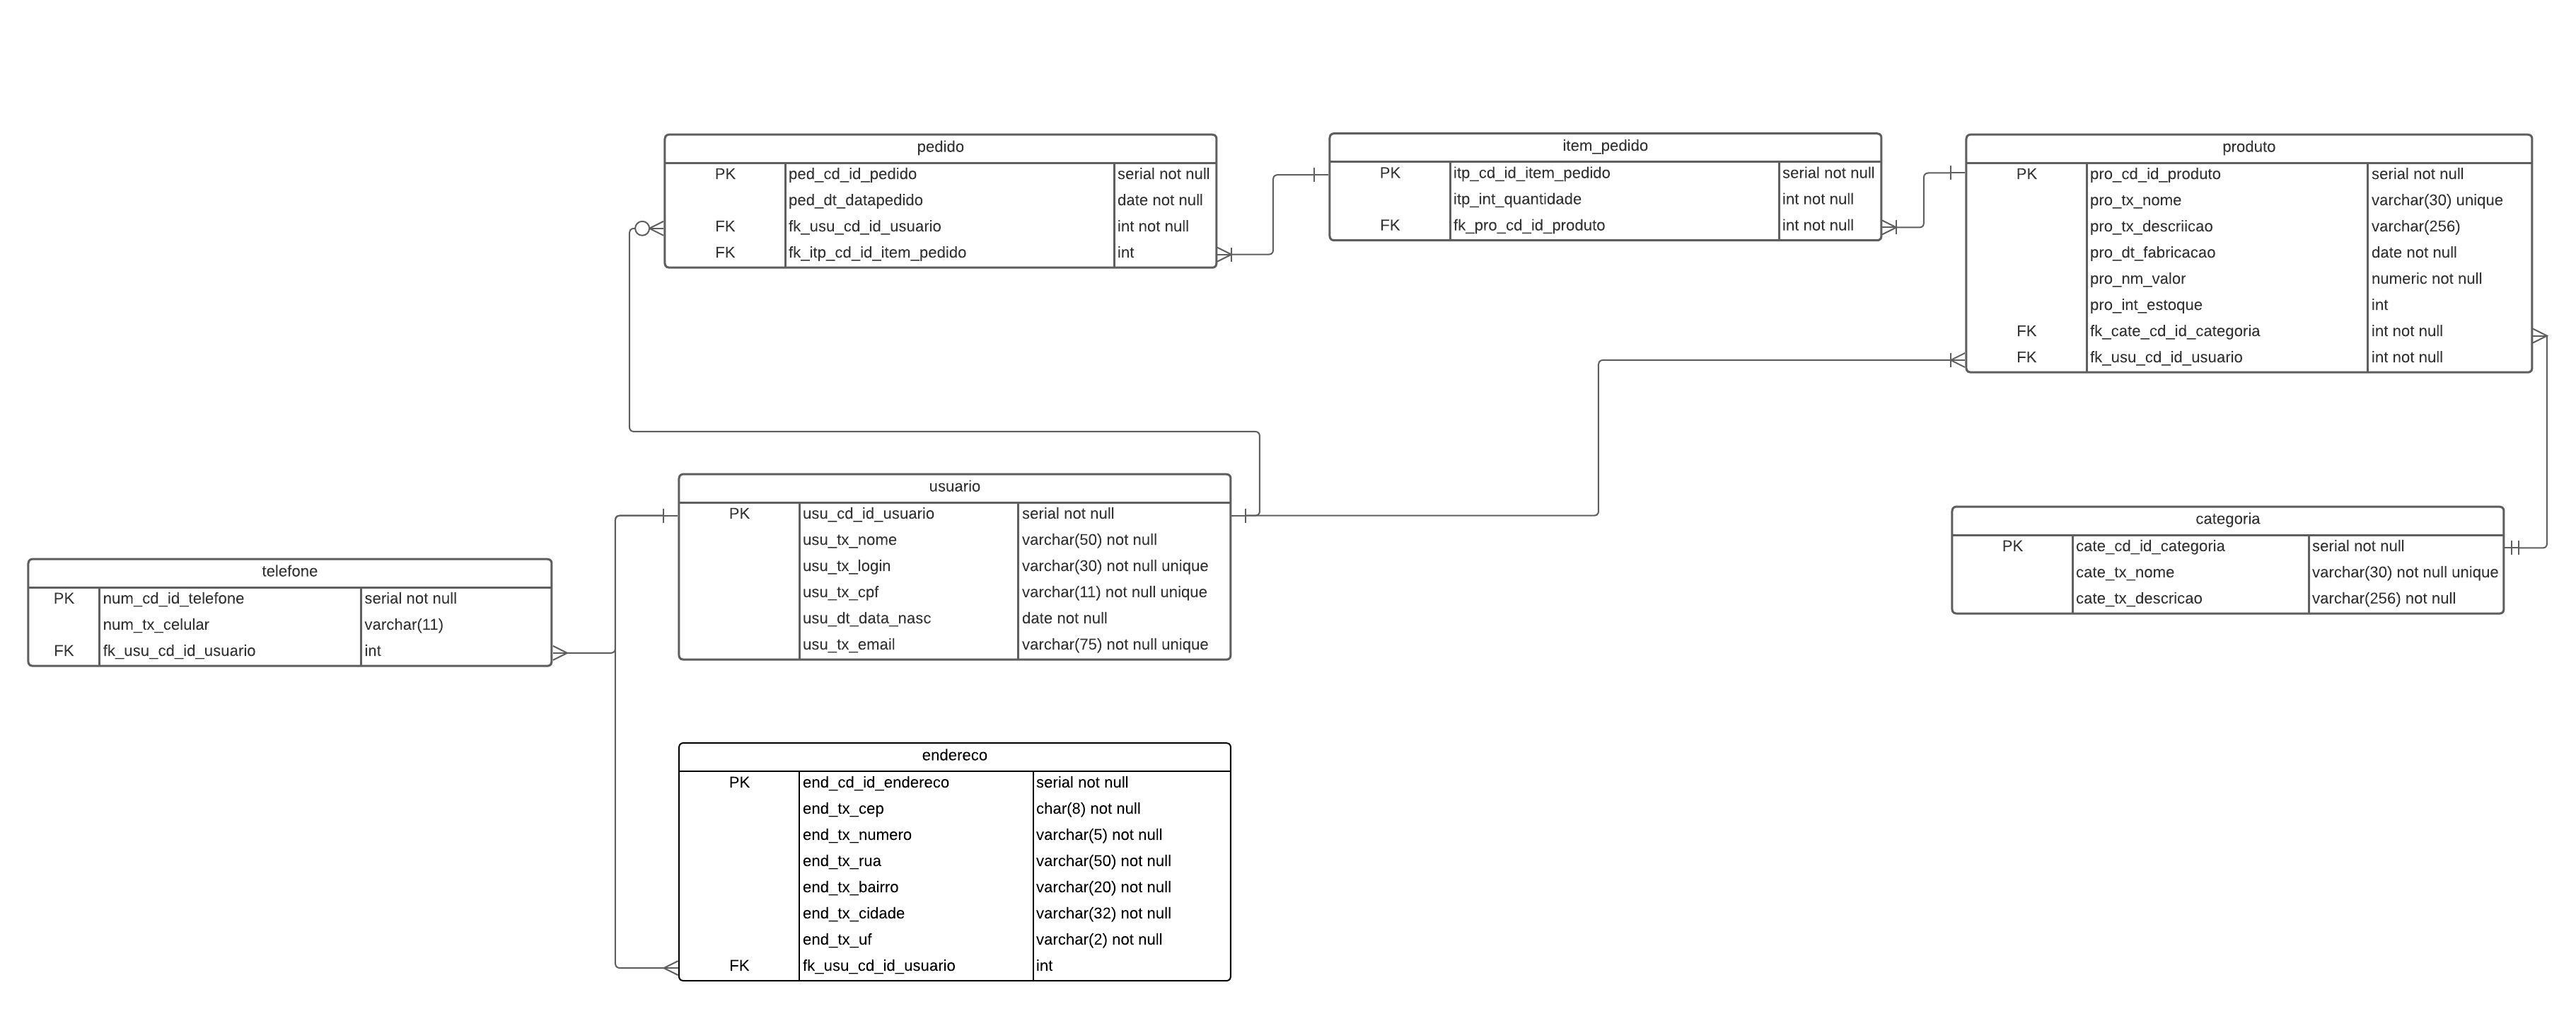 pedido
PK ped_cd_id_pedido serial not null
ped_dt_datapedido date not null
FK fk_usu_cd_id_usuario int not null
FK fk_itp_cd_id_item_pedido int
item_pedido
PK itp_cd_id_item_pedido serial not null
itp_int_quantidade int not null
FK fk_pro_cd_id_produto int not null
produto
PK pro_cd_id_produto serial not null
pro_tx_nome varchar(30) unique
pro_tx_descriicao varchar(256)
pro_dt_fabricacao date not null
pro_nm_valor numeric not null
pro_int_estoque int
FK fk_cate_cd_id_categoria int not null
FK fk_usu_cd_id_usuario int not null
usuario
PK usu_cd_id_usuario serial not null
usu_tx_nome varchar(50) not null
usu_tx_login varchar(30) not null unique
usu_tx_cpf varchar(11) not null unique
usu_dt_data_nasc date not null
usu_tx_email varchar(75) not null unique
categoria
PK cate_cd_id_categoria serial not null
cate_tx_nome varchar(30) not null unique
cate_tx_descricao varchar(256) not null
telefone
PK num_cd_id_telefone serial not null
num_tx_celular varchar(11)
FK fk_usu_cd_id_usuario int
endereco
PK end_cd_id_endereco serial not null
end_tx_cep char(8) not null
end_tx_numero varchar(5) not null
end_tx_rua varchar(50) not null
end_tx_bairro varchar(20) not null
end_tx_cidade varchar(32) not null
end_tx_uf varchar(2) not null
FK fk_usu_cd_id_usuario int